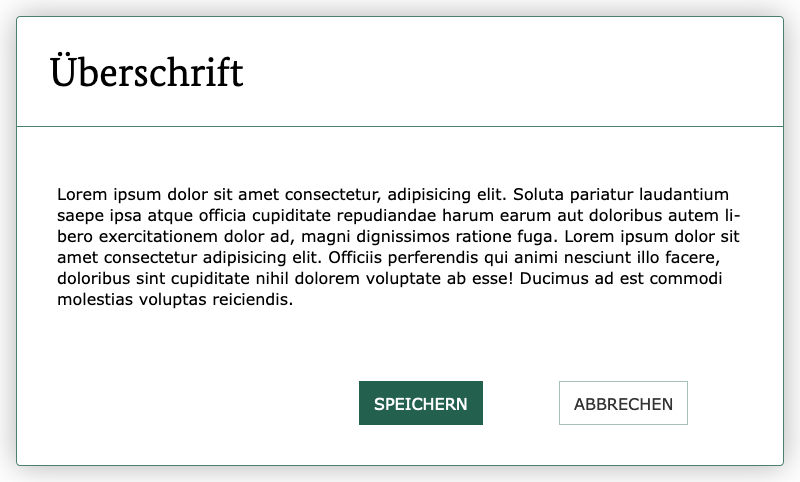 Überschrift
Lorem ipsum dolor sit amet consectetur, adipisicing elit. Soluta pariatur laudantium
saepe ipsa atque officia cupiditate repudiandae harum earum aut doloribus autem li-
bero exercitationem dolor ad, magni dignissimos ratione fuga. Lorem ipsum dolor sit
amet consectetur adipisicing elit. Officiis perferendis qui animi nesciunt illo facere,
doloribus sint cupiditate nihil dolorem voluptate ab esse! Ducimus ad est commodi
molestias voluptas reiciendis.
SPEICHERN ABBRECHEN